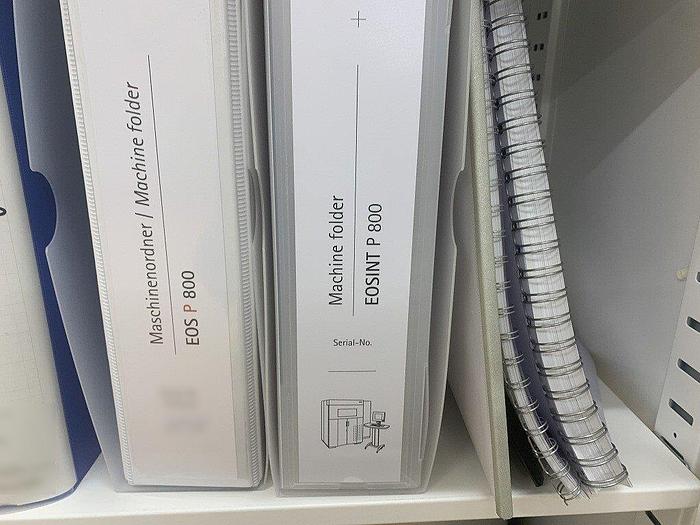 Maschinenordner / Machine folder
EOS P 800
Machine folder
EOSINT P 800
Serial-No.